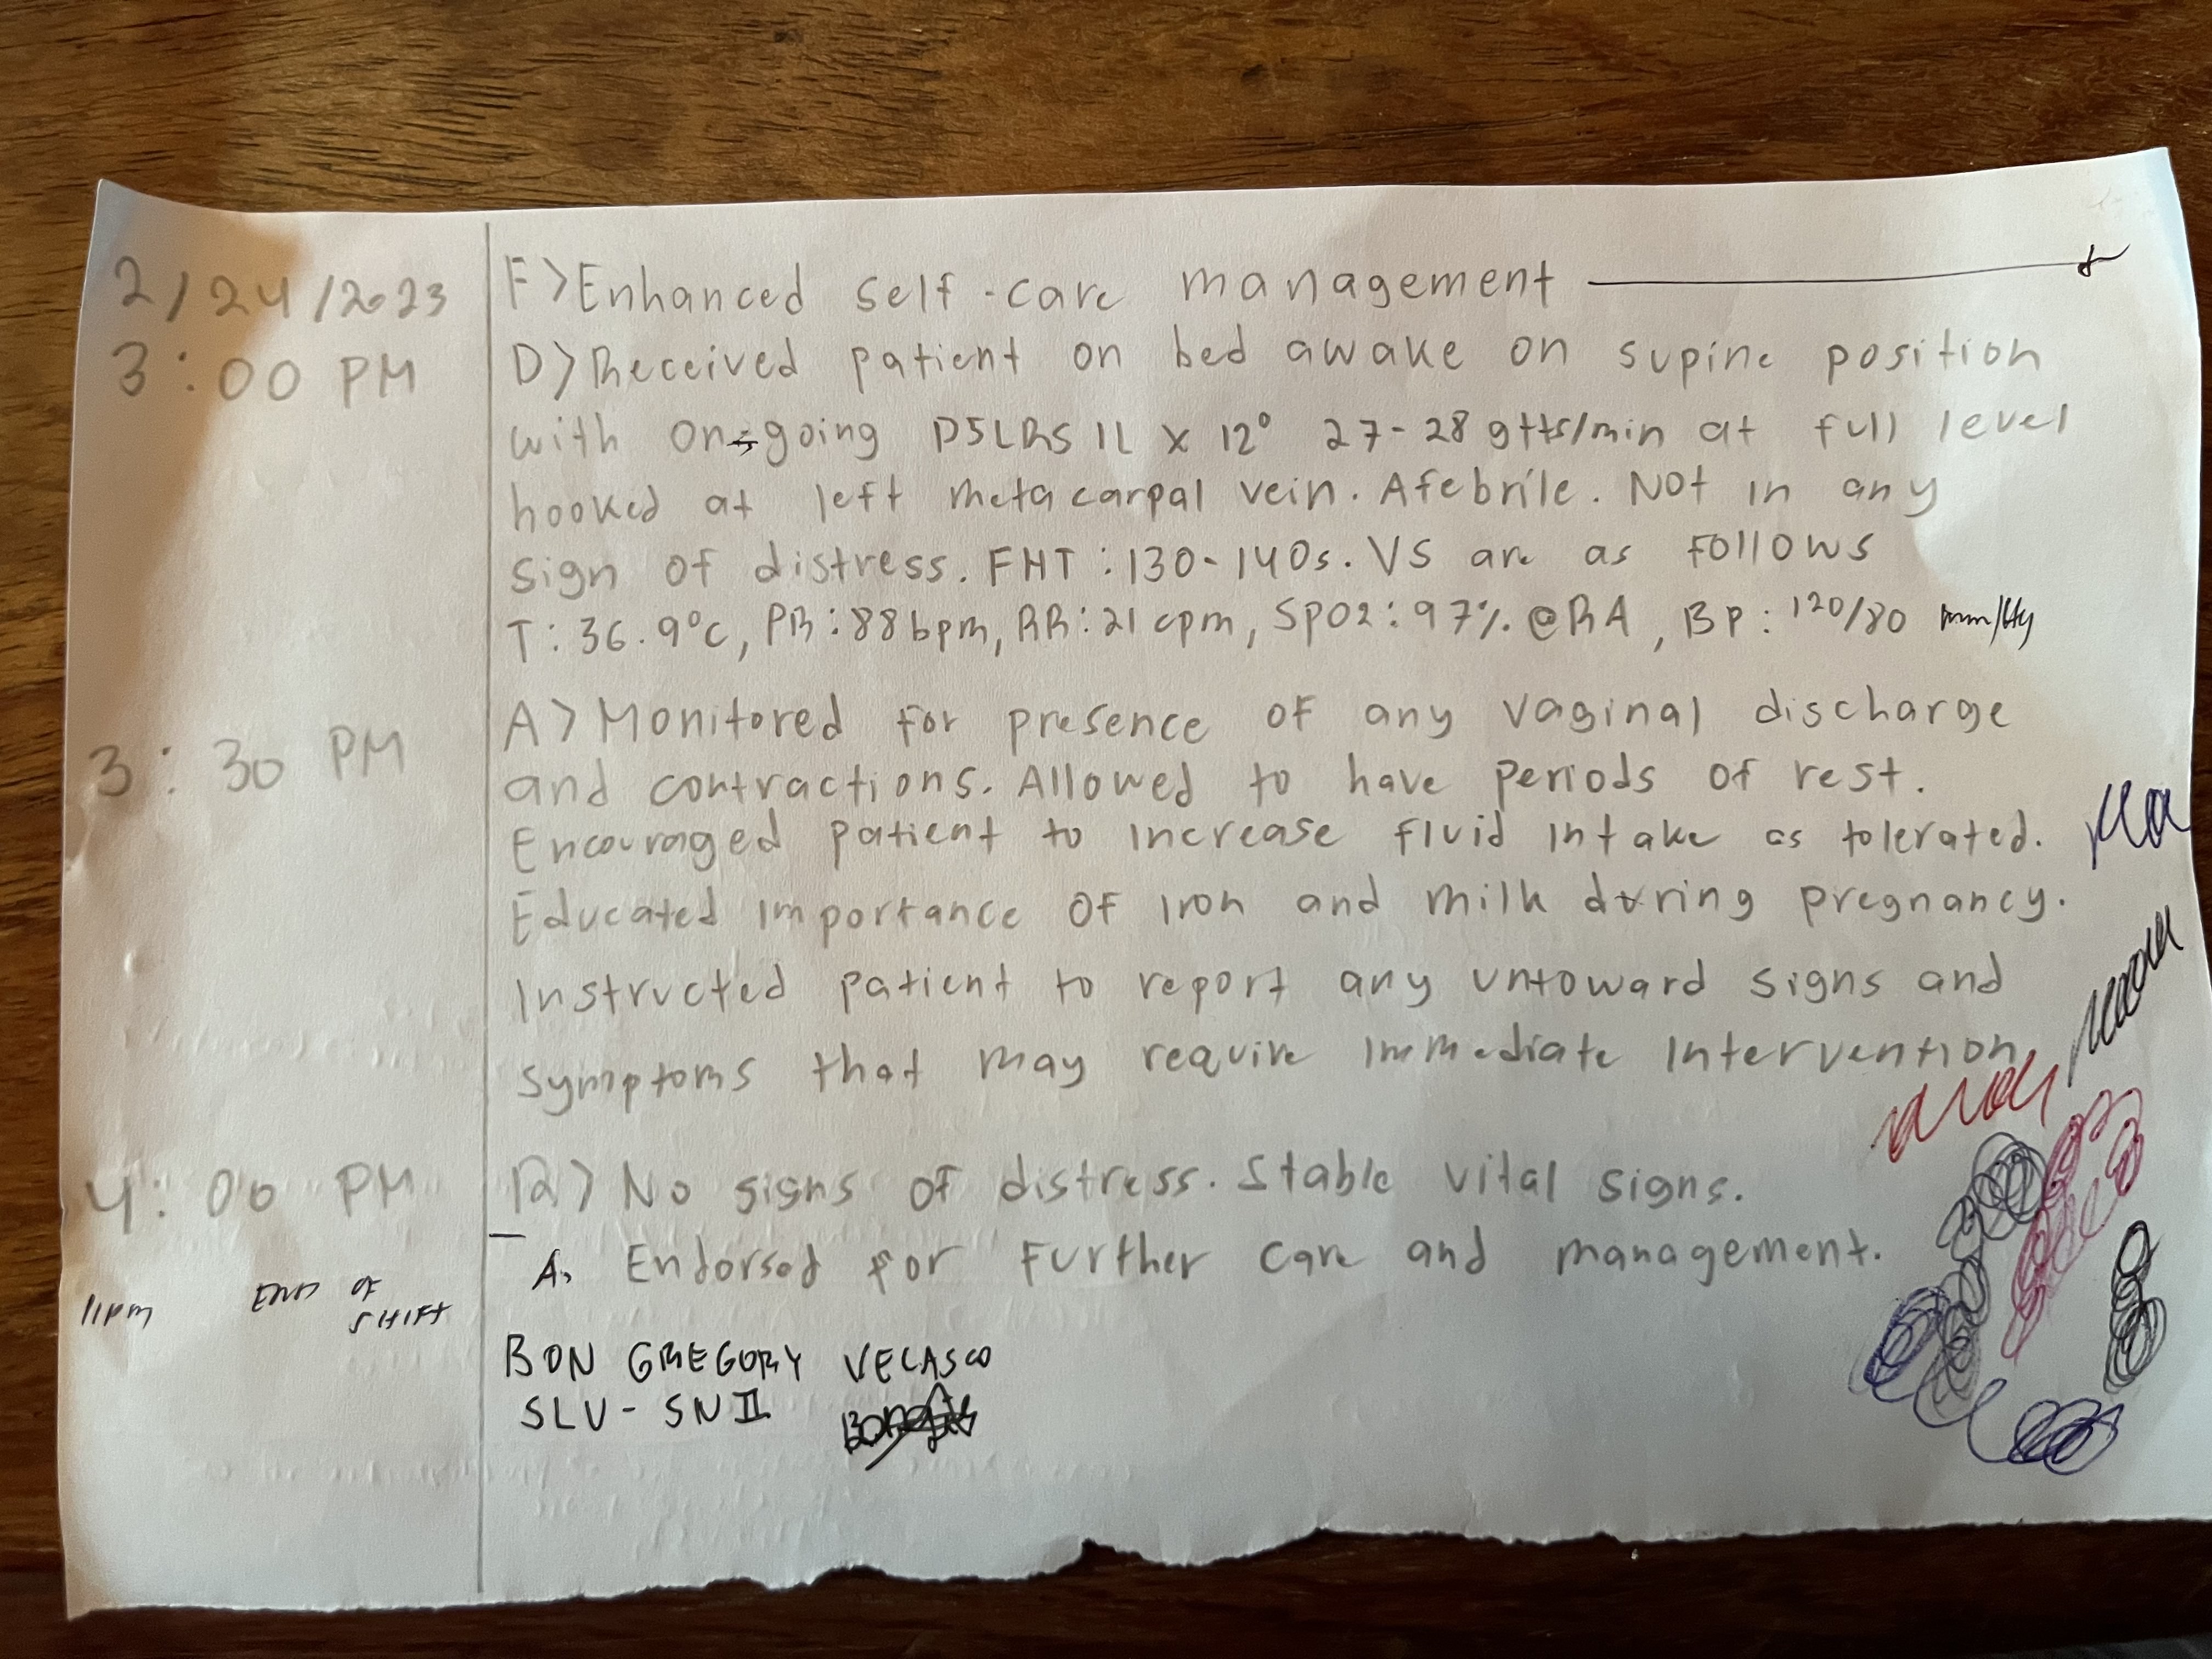 2/24/2023 F> Enhanced self-care management
3:00 PM D> Received patient on bed awake on supine position
with on-going D5LRS 1L x 12° 27-28 gtts/min at full level
hooked at left metacarpal vein. Afebrile. Not in any
sign of distress. FHT: 130-140s. VS are as follows
T: 36.9°C, PR: 88 bpm, RR: 21 cpm, SpO2: 97% @RA, BP: 120/80 mm/Hg
3:30 PM A> Monitored for presence of any vaginal discharge
and contractions. Allowed to have periods of rest.
Encouraged patient to increase fluid intake as tolerated.
Educated importance of iron and milk during pregnancy.
Instructed patient to report any untoward signs and
symptoms that may require immediate intervention
4:00 PM R> No signs of distress. Stable vital signs.
A. Endorsed for further care and management.
11pm END OF
SHIFT
BON GREGORY VELASCO
SLU - SN II